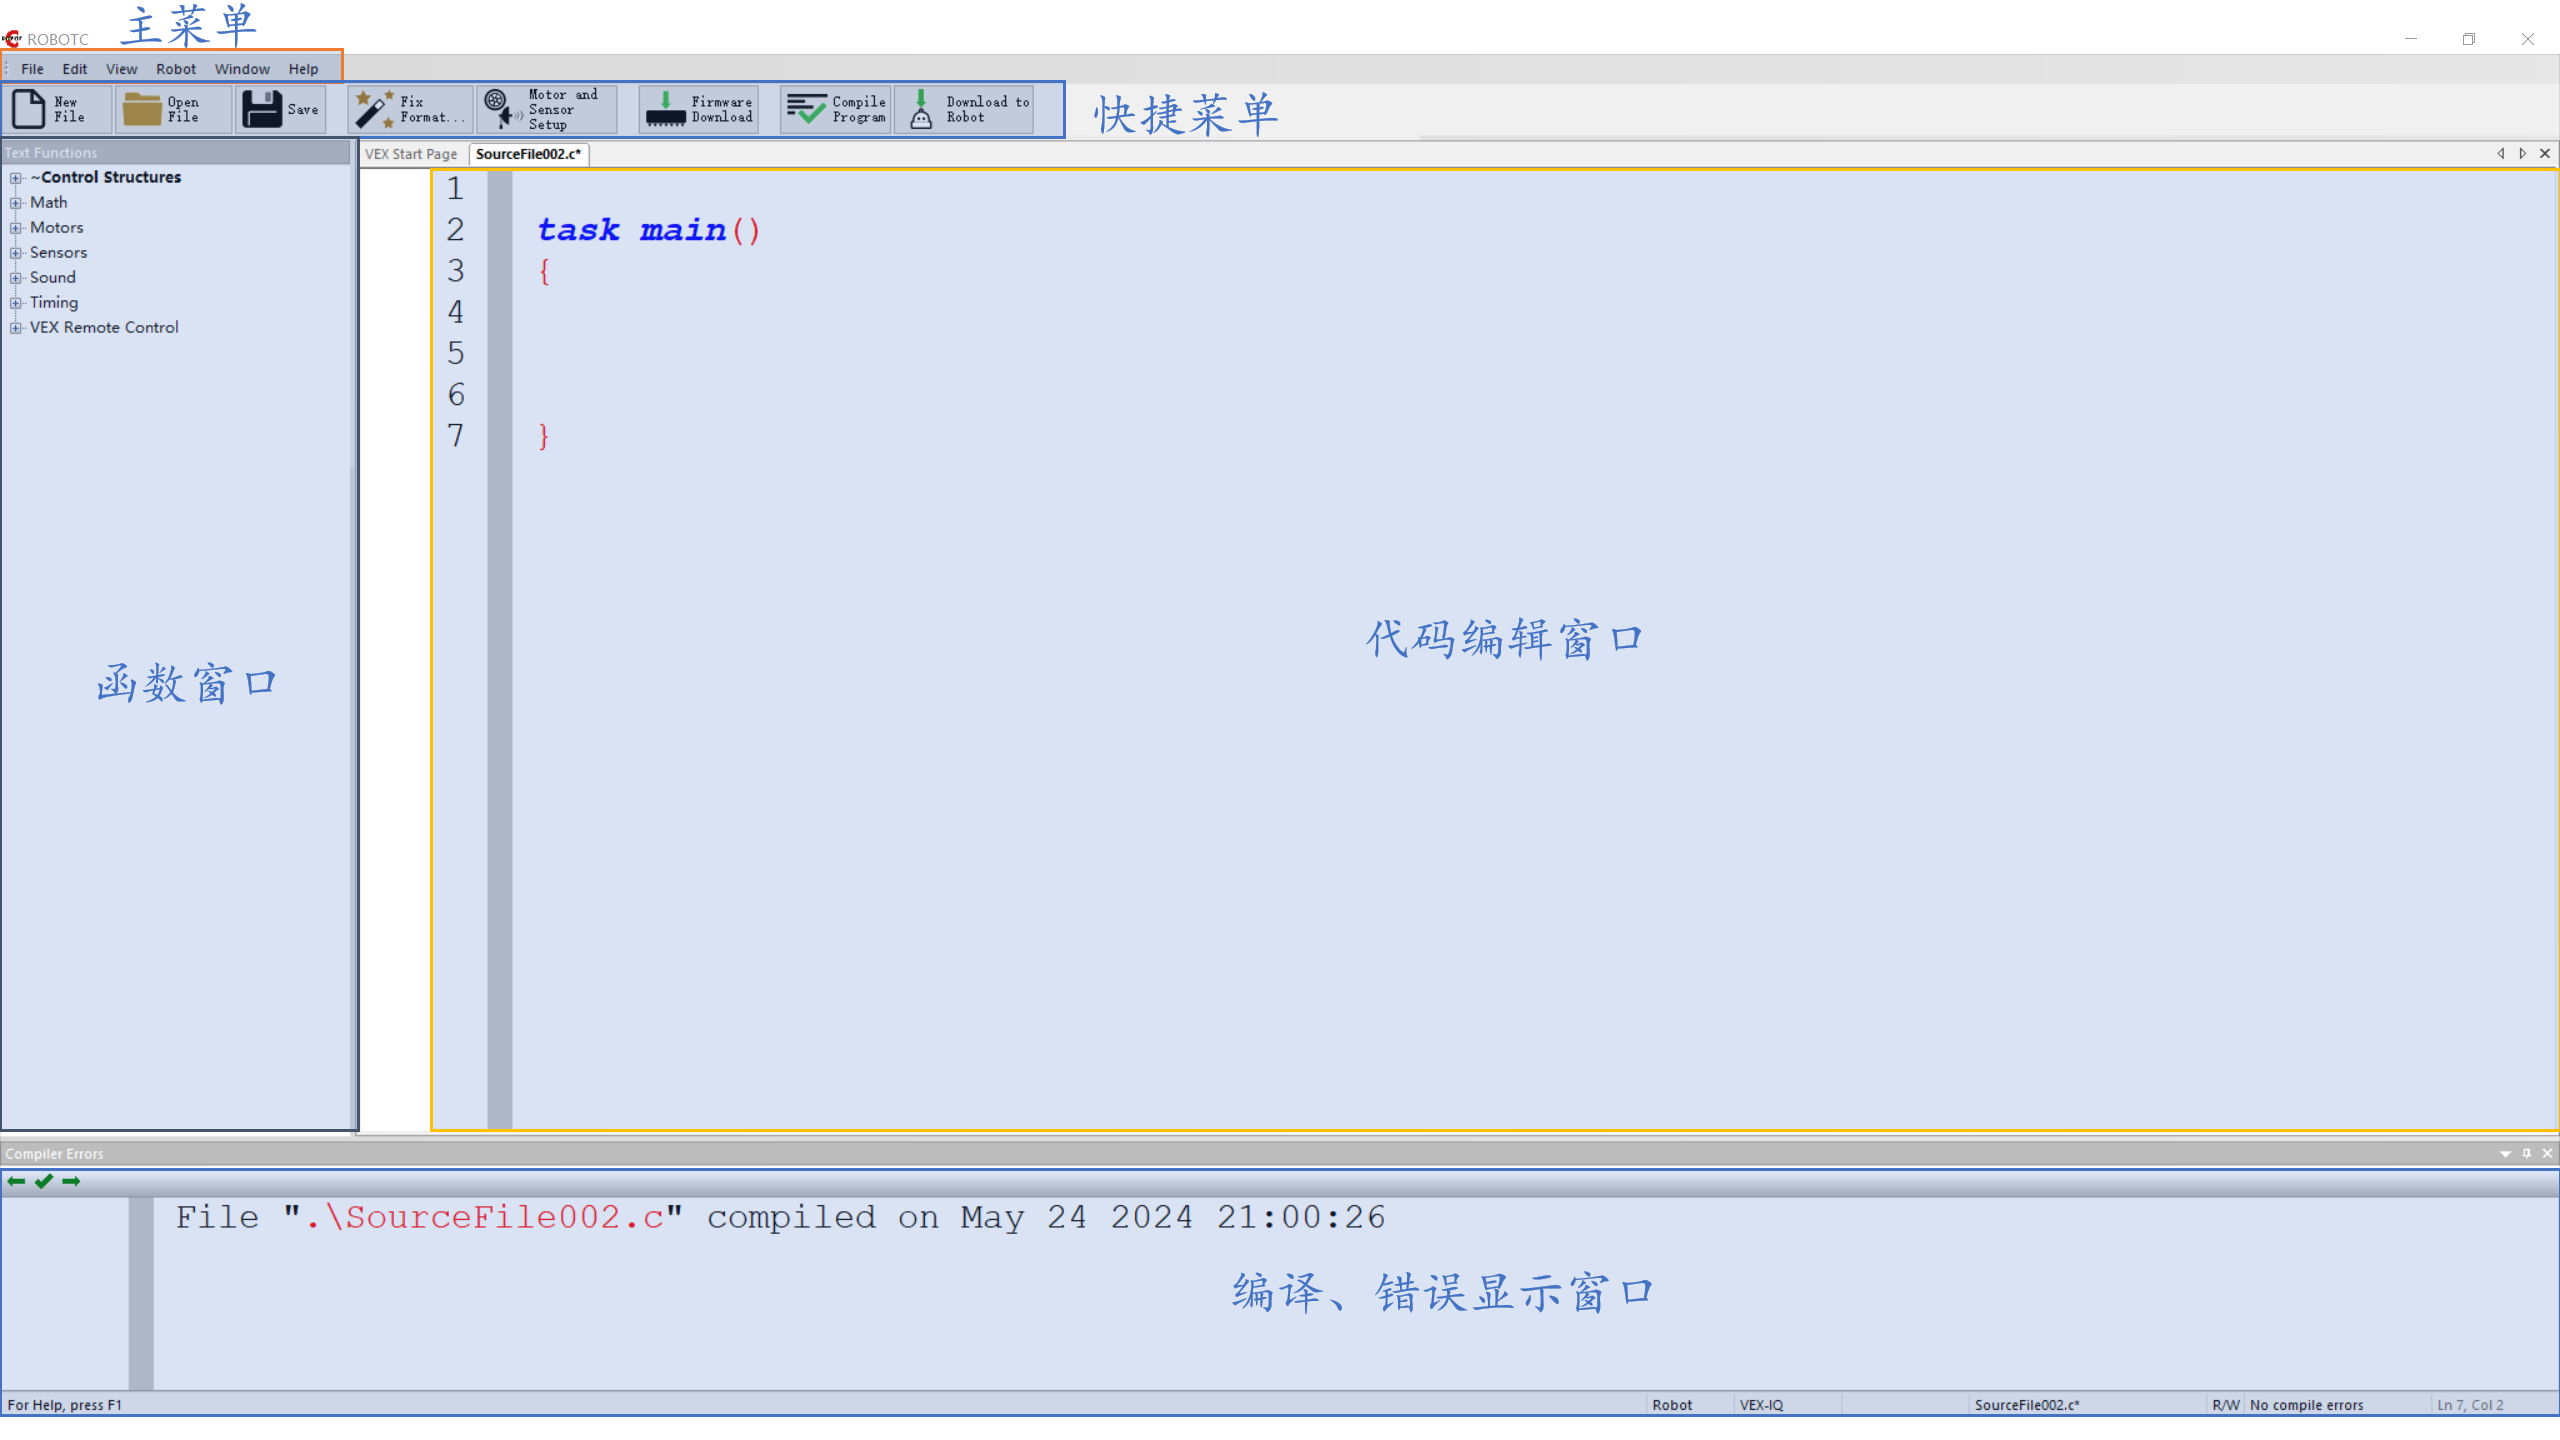 主菜单
ROBOTC
File Edit View Robot Window Help
New File
Open File
Save
Fix Format...
Motor and Sensor Setup
Firmware Download
Compile Program
Download to Robot
快捷菜单
Text Functions
VEX Start Page
SourceFile002.c*
~Control Structures
Math
Motors
Sensors
Sound
Timing
VEX Remote Control
函数窗口
1
2 task main()
3 {
4
5
6
7 }
代码编辑窗口
Compiler Errors
File ".\SourceFile002.c" compiled on May 24 2024 21:00:26
编译、错误显示窗口
For Help, press F1
Robot
VEX-IQ
SourceFile002.c*
R/W
No compile errors
Ln 7, Col 2